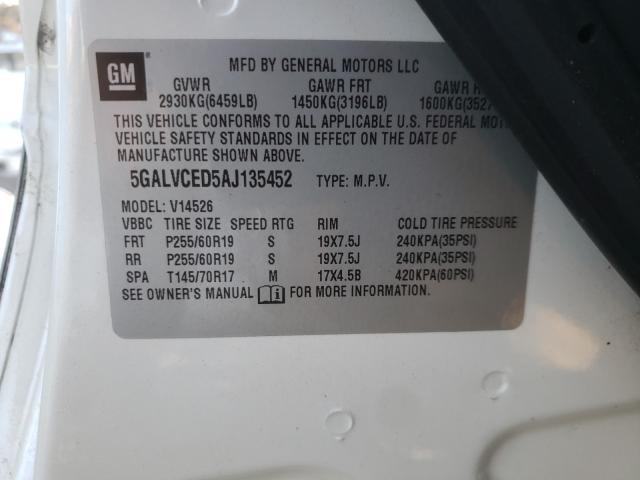 GM
MFD BY GENERAL MOTORS LLC
GVWR GAWR FRT GAWR
2930KG(6459LB) 1450KG(3196LB) 1600KG(3527
THIS VEHICLE CONFORMS TO ALL APPLICABLE U.S. FEDERAL
VEHICLE SAFETY STANDARDS IN EFFECT ON THE DATE OF
MANUFACTURE SHOWN ABOVE.
5GALVCED5AJ135452 TYPE: M.P.V.
MODEL: V14526
VBBC TIRE SIZE SPEED RTG RIM COLD TIRE PRESSURE
FRT P255/60R19 S 19X7.5J 240KPA(35PSI)
RR P255/60R19 S 19X7.5J 240KPA(35PSI)
SPA T145/70R17 M 17X4.5B 420KPA(60PSI)
SEE OWNER'S MANUAL FOR MORE INFORMATION.